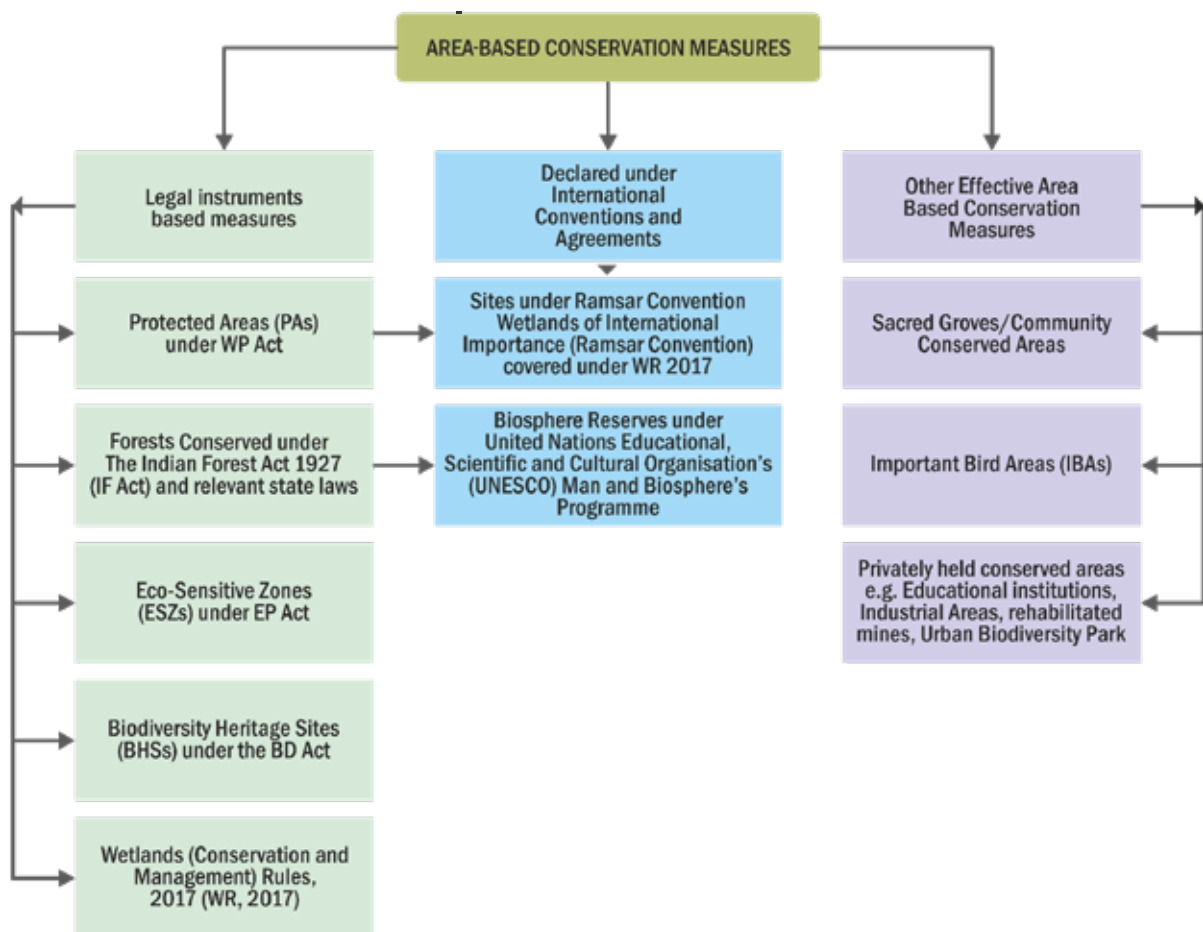 AREA-BASED CONSERVATION MEASURES
Legal instruments
based measures
Protected Areas (PAs)
under WP Act
Forests Conserved under
The Indian Forest Act 1927
(IF Act) and relevant state laws
Eco-Sensitive Zones
(ESZs) under EP Act
Biodiversity Heritage Sites
(BHSs) under the BD Act
Wetlands (Conservation and
Management) Rules,
2017 (WR, 2017)
Declared under
International
Conventions and
Agreements
Sites under Ramsar Convention
Wetlands of International
Importance (Ramsar Convention)
covered under WR 2017
Biosphere Reserves under
United Nations Educational,
Scientific and Cultural Organisation's
(UNESCO) Man and Biosphere's
Programme
Other Effective Area
Based Conservation
Measures
Sacred Groves/Community
Conserved Areas
Important Bird Areas (IBAs)
Privately held conserved areas
e.g. Educational institutions,
Industrial Areas, rehabilitated
mines, Urban Biodiversity Park